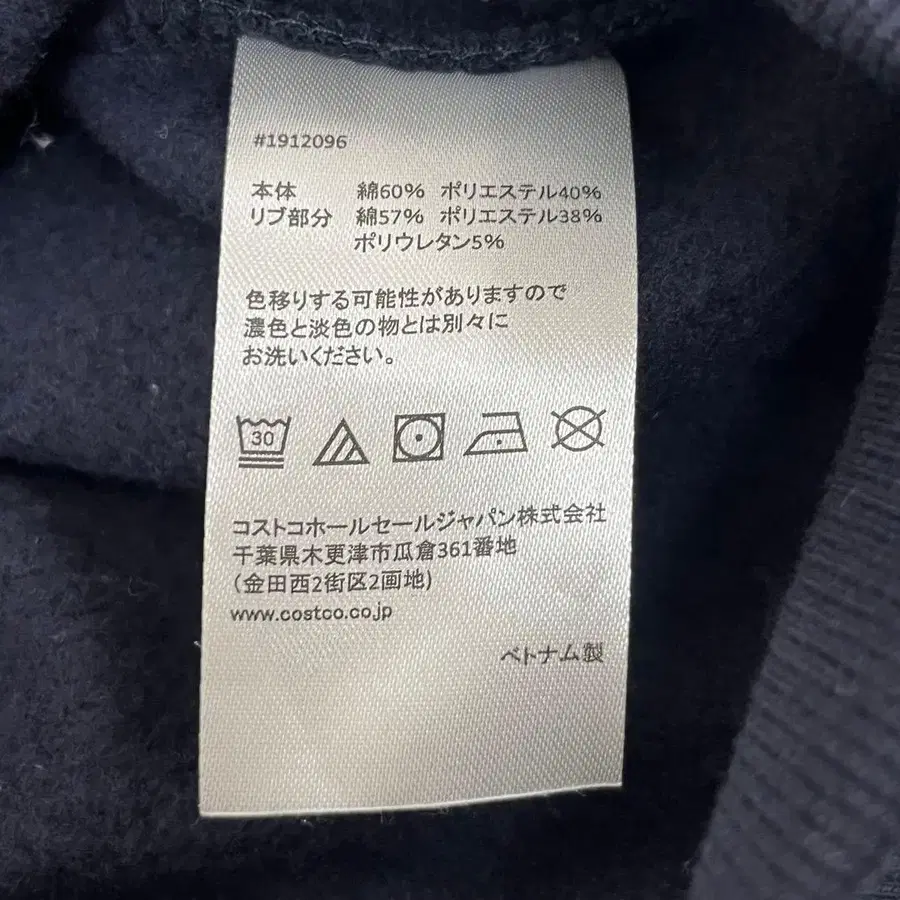 #1912096
本体 綿60% ポリエステル40%
リブ部分 綿57% ポリエステル38%
ポリウレタン5%
色移りする可能性がありますので
濃色と淡色の物とは別々に
お洗いください。
30
コストコホールセールジャパン株式会社
千葉県木更津市瓜倉361番地
(金田西2街区2画地)
www.costco.co.jp
ベトナム製